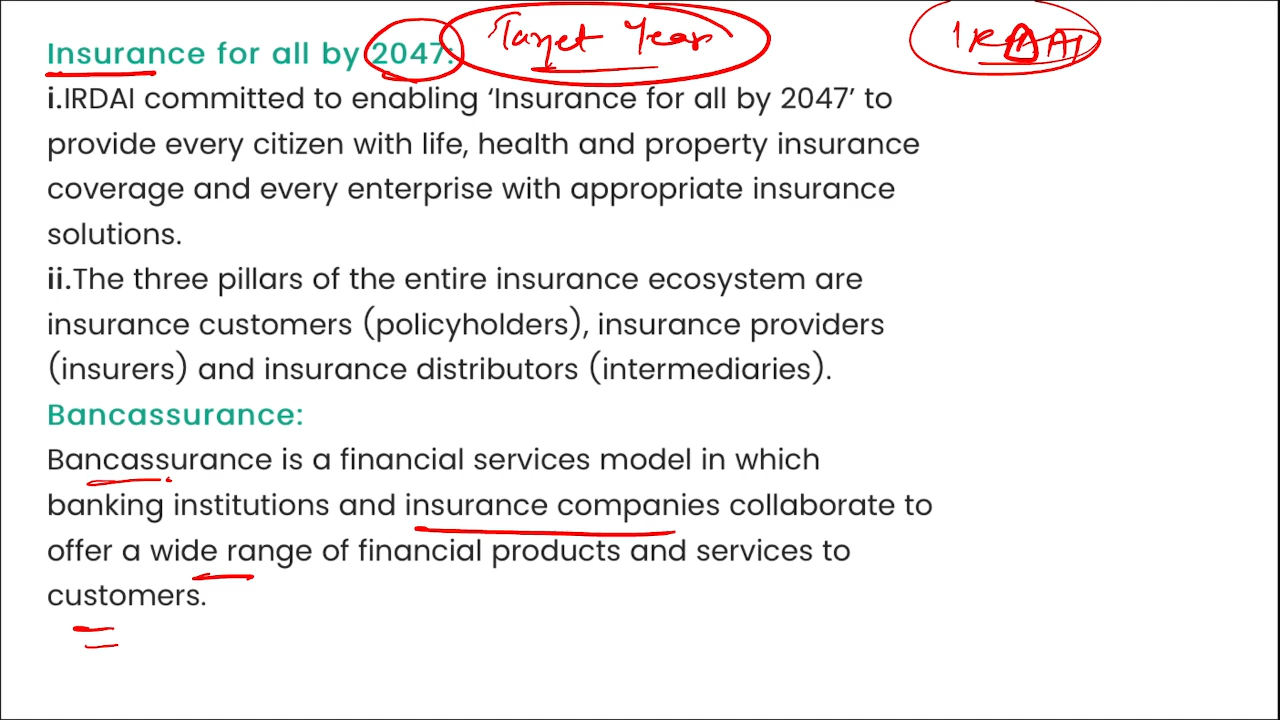 Insurance for all by 2047: Target Year
i.IRDAI committed to enabling ‘Insurance for all by 2047’ to
provide every citizen with life, health and property insurance
coverage and every enterprise with appropriate insurance
solutions.
ii.The three pillars of the entire insurance ecosystem are
insurance customers (policyholders), insurance providers
(insurers) and insurance distributors (intermediaries).
Bancassurance:
Bancassurance is a financial services model in which
banking institutions and insurance companies collaborate to
offer a wide range of financial products and services to
customers.